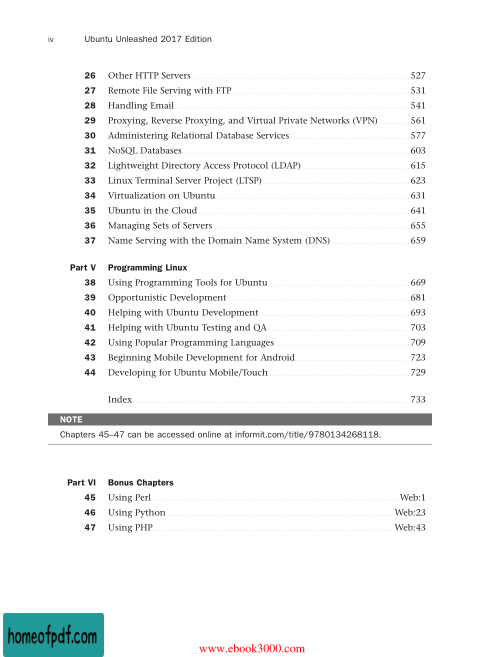 iv Ubuntu Unleashed 2017 Edition
26 Other HTTP Servers 527
27 Remote File Serving with FTP 531
28 Handling Email 541
29 Proxying, Reverse Proxying, and Virtual Private Networks (VPN) 561
30 Administering Relational Database Services 577
31 NoSQL Databases 603
32 Lightweight Directory Access Protocol (LDAP) 615
33 Linux Terminal Server Project (LTSP) 623
34 Virtualization on Ubuntu 631
35 Ubuntu in the Cloud 641
36 Managing Sets of Servers 655
37 Name Serving with the Domain Name System (DNS) 659
Part V Programming Linux
38 Using Programming Tools for Ubuntu 669
39 Opportunistic Development 681
40 Helping with Ubuntu Development 693
41 Helping with Ubuntu Testing and QA 703
42 Using Popular Programming Languages 709
43 Beginning Mobile Development for Android 723
44 Developing for Ubuntu Mobile/Touch 729
Index 733
NOTE
Chapters 45–47 can be accessed online at informit.com/title/9780134268118.
Part VI Bonus Chapters
45 Using Perl Web:1
46 Using Python Web:23
47 Using PHP Web:43
homeofpdf.com
www.ebook3000.com